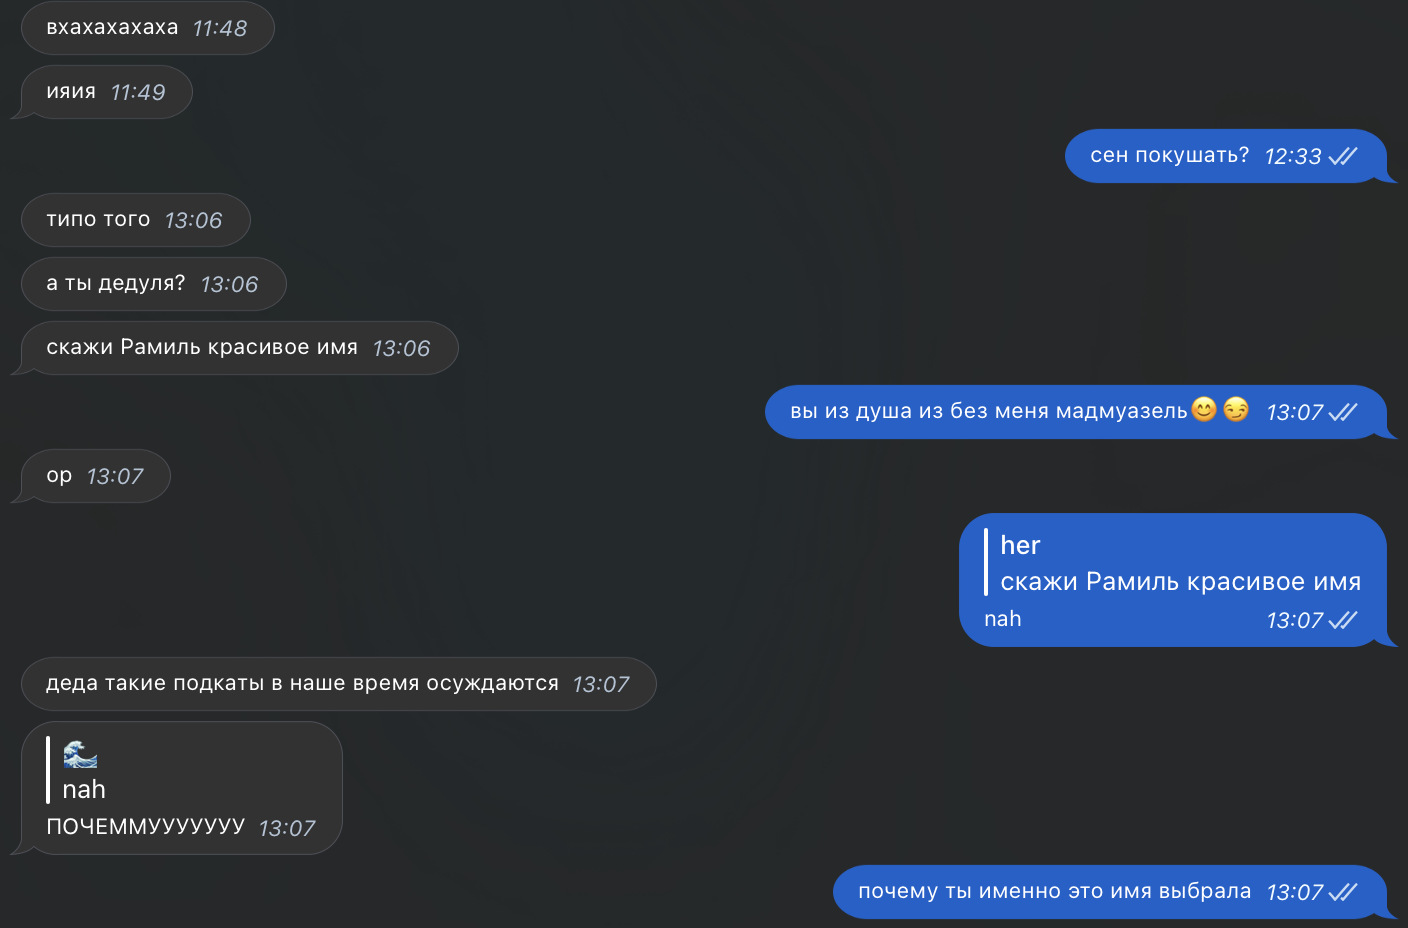 вхахахахаха 11:48
ияия 11:49
сен покушать? 12:33
типо того 13:06
а ты дедуля? 13:06
скажи Рамиль красивое имя 13:06
вы из душа из без меня мадмуазель😊😏 13:07
ор 13:07
her
скажи Рамиль красивое имя
nah 13:07
деда такие подкаты в наше время осуждаются 13:07
🌊
nah
ПОЧЕММУУУУУУУ 13:07
почему ты именно это имя выбрала 13:07